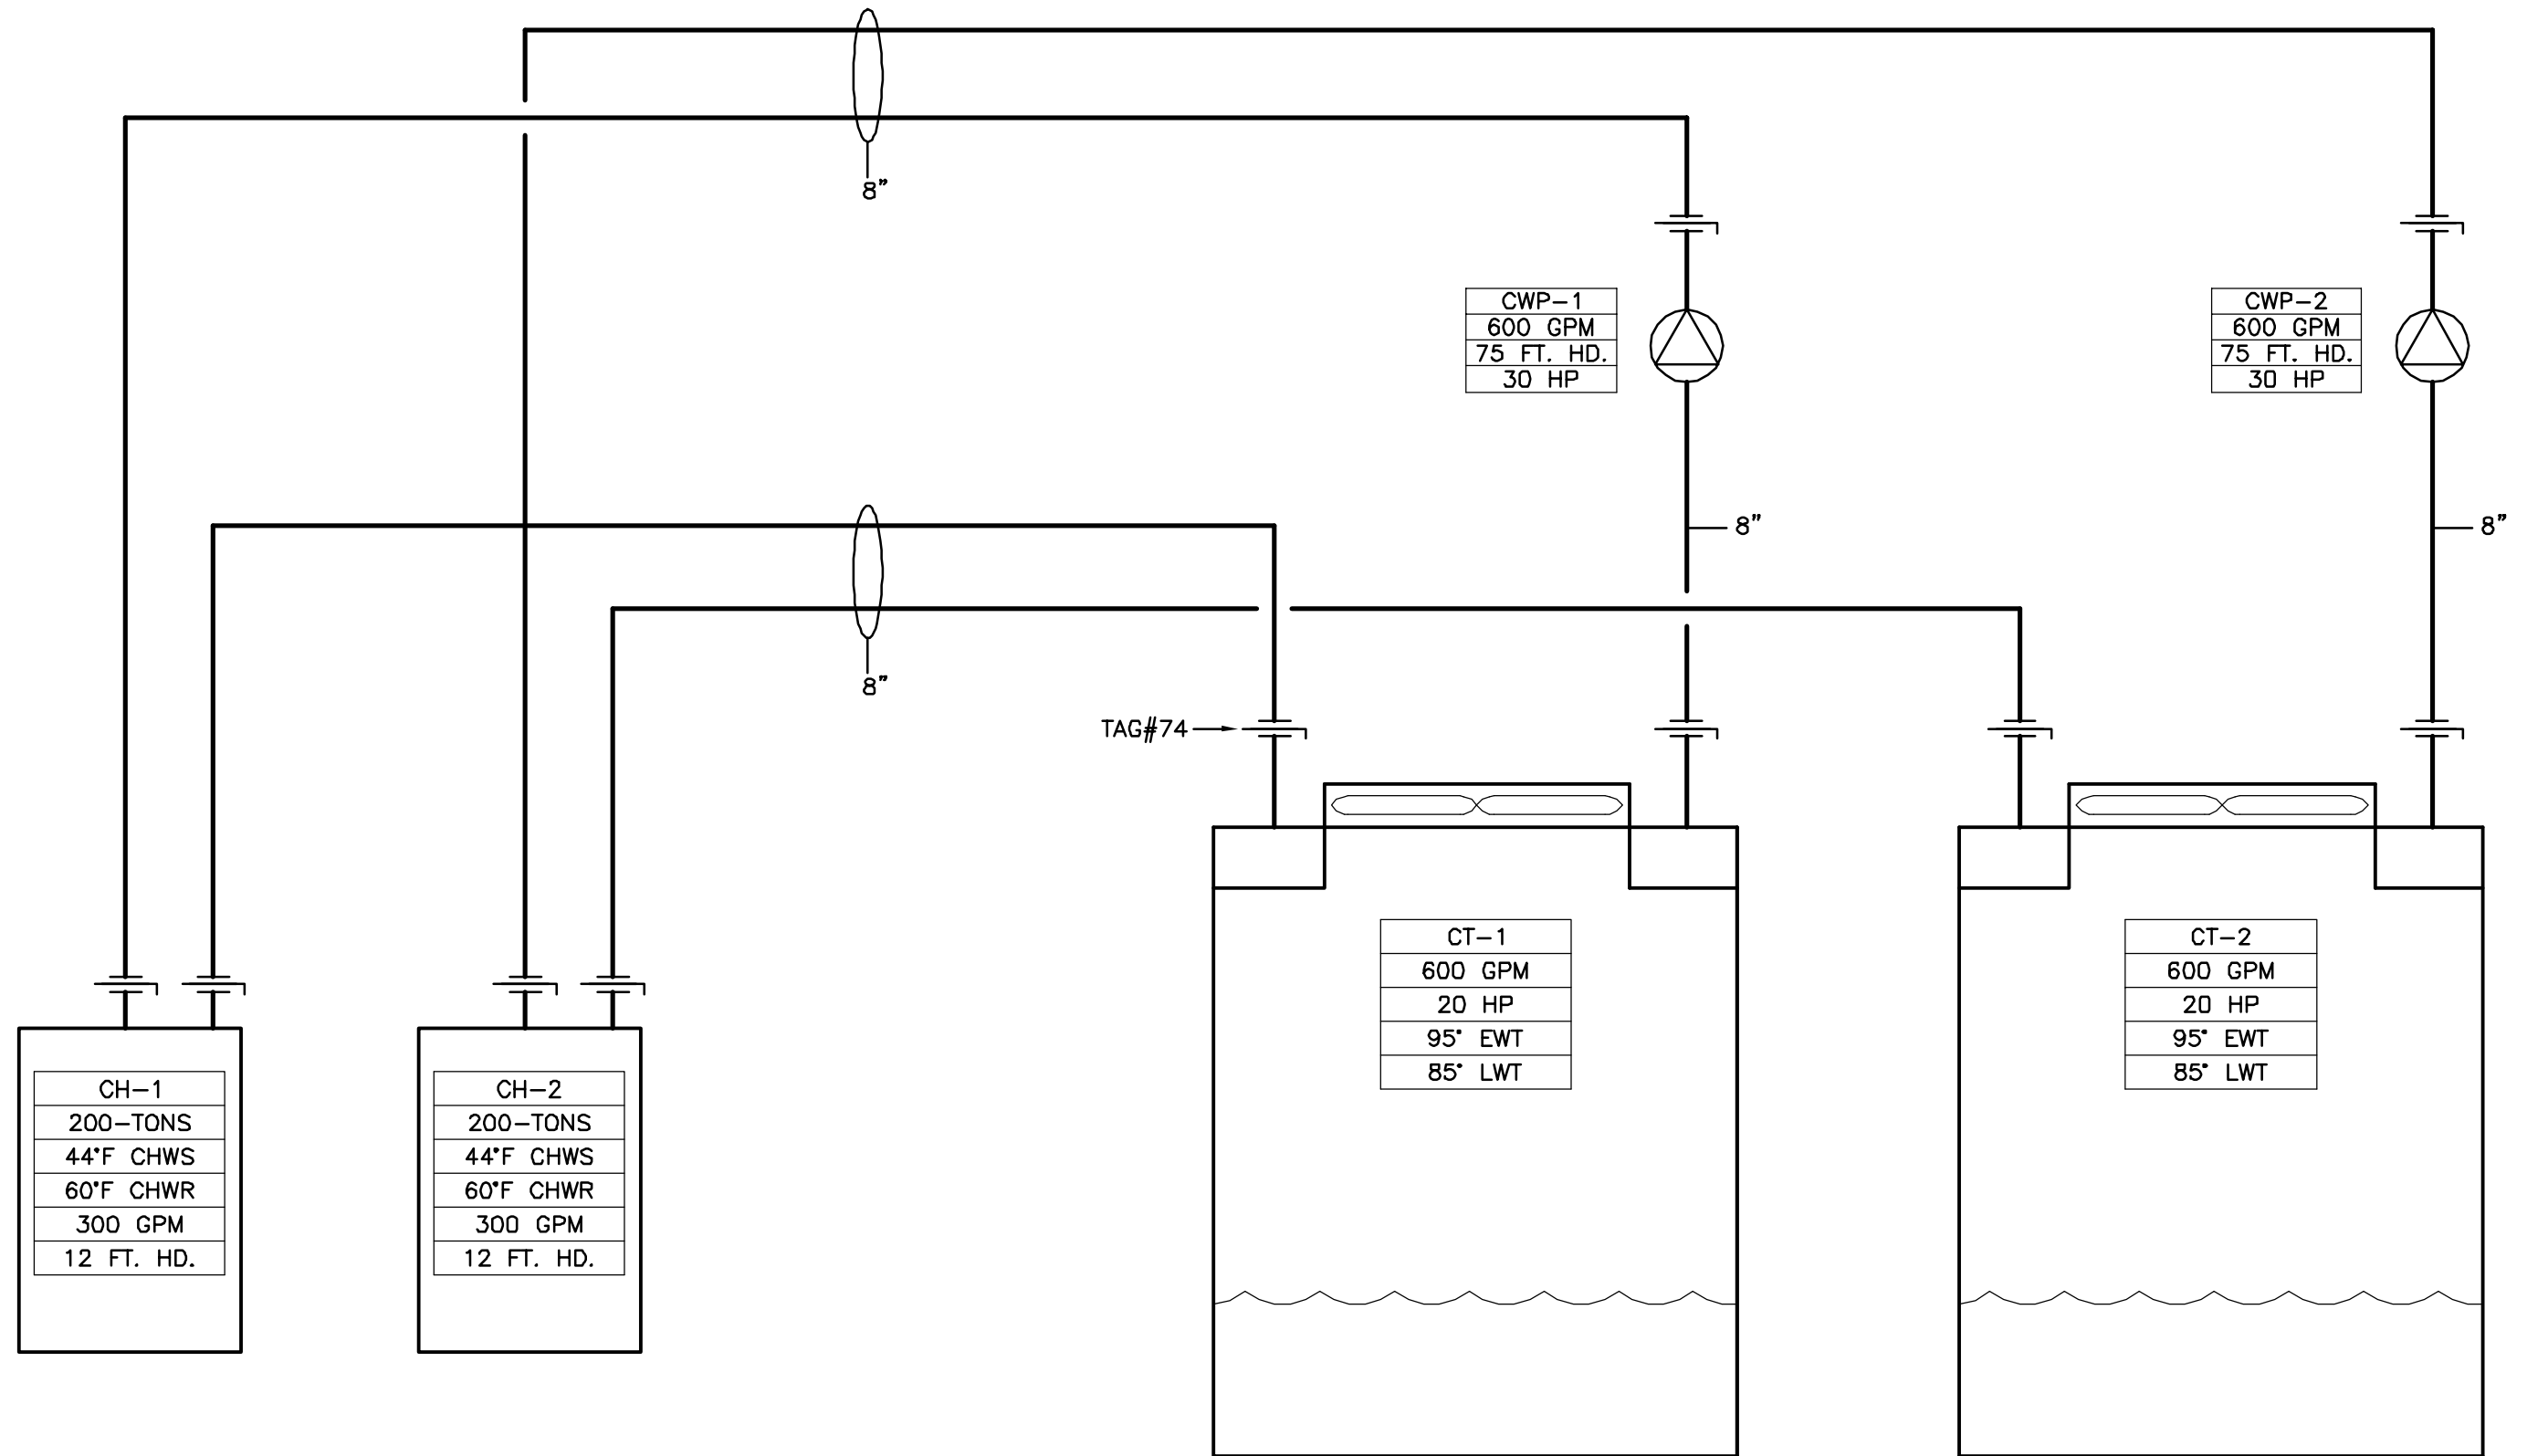 8"
CWP-1
600 GPM
75 FT. HD.
30 HP
CWP-2
600 GPM
75 FT. HD.
30 HP
8"
8"
8"
TAG#74
CT-1
600 GPM
20 HP
95° EWT
85° LWT
CT-2
600 GPM
20 HP
95° EWT
85° LWT
CH-1
200-TONS
44°F CHWS
60°F CHWR
300 GPM
12 FT. HD.
CH-2
200-TONS
44°F CHWS
60°F CHWR
300 GPM
12 FT. HD.